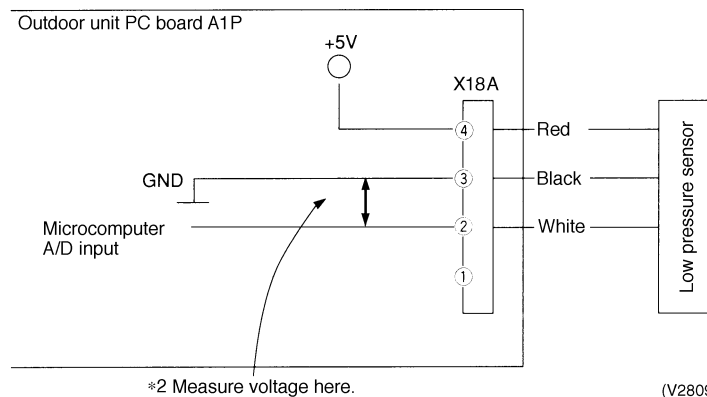 Outdoor unit PC board A1P
+5V
X18A
4
Red
GND
3
Black
Microcomputer
A/D input
2
White
1
Low pressure sensor
*2 Measure voltage here.
(V2809